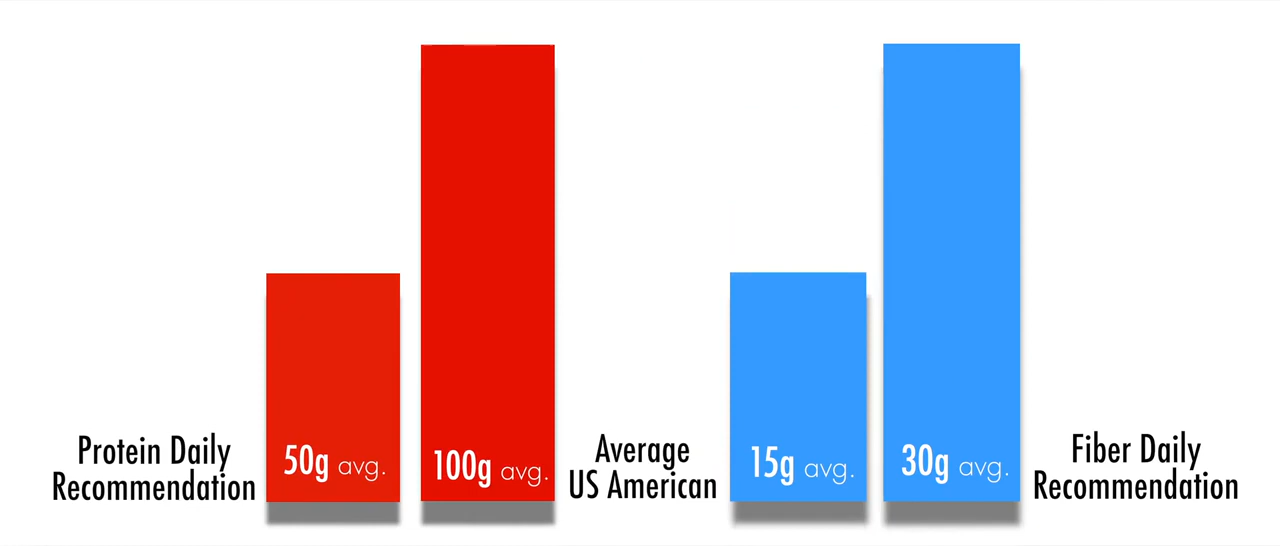 Protein Daily
Recommendation
50g avg.
100g avg.
Average
US American
15g avg.
30g avg.
Fiber Daily
Recommendation